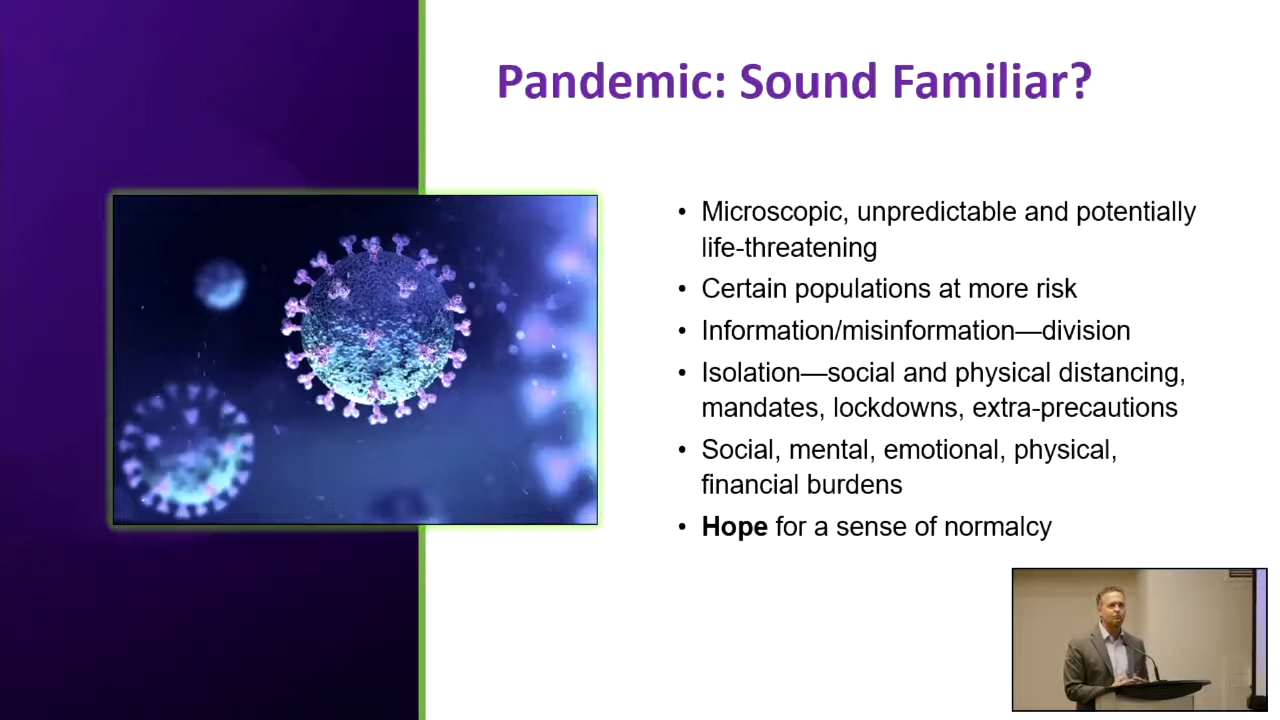 Pandemic: Sound Familiar?
• Microscopic, unpredictable and potentially
life-threatening
• Certain populations at more risk
• Information/misinformation—division
• Isolation—social and physical distancing,
mandates, lockdowns, extra-precautions
• Social, mental, emotional, physical,
financial burdens
• Hope for a sense of normalcy